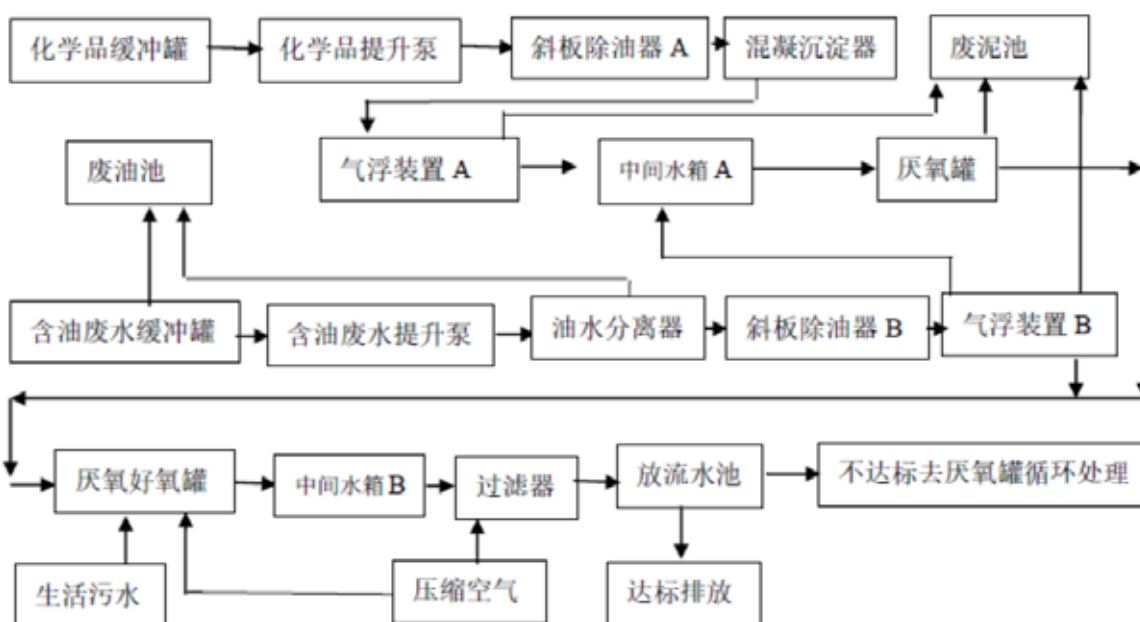 化学品缓冲罐
化学品提升泵
斜板除油器 A
混凝沉淀器
废泥池
废油池
气浮装置 A
中间水箱 A
厌氧罐
含油废水缓冲罐
含油废水提升泵
油水分离器
斜板除油器 B
气浮装置 B
厌氧好氧罐
中间水箱 B
过滤器
放流水池
不达标去厌氧罐循环处理
生活污水
压缩空气
达标排放